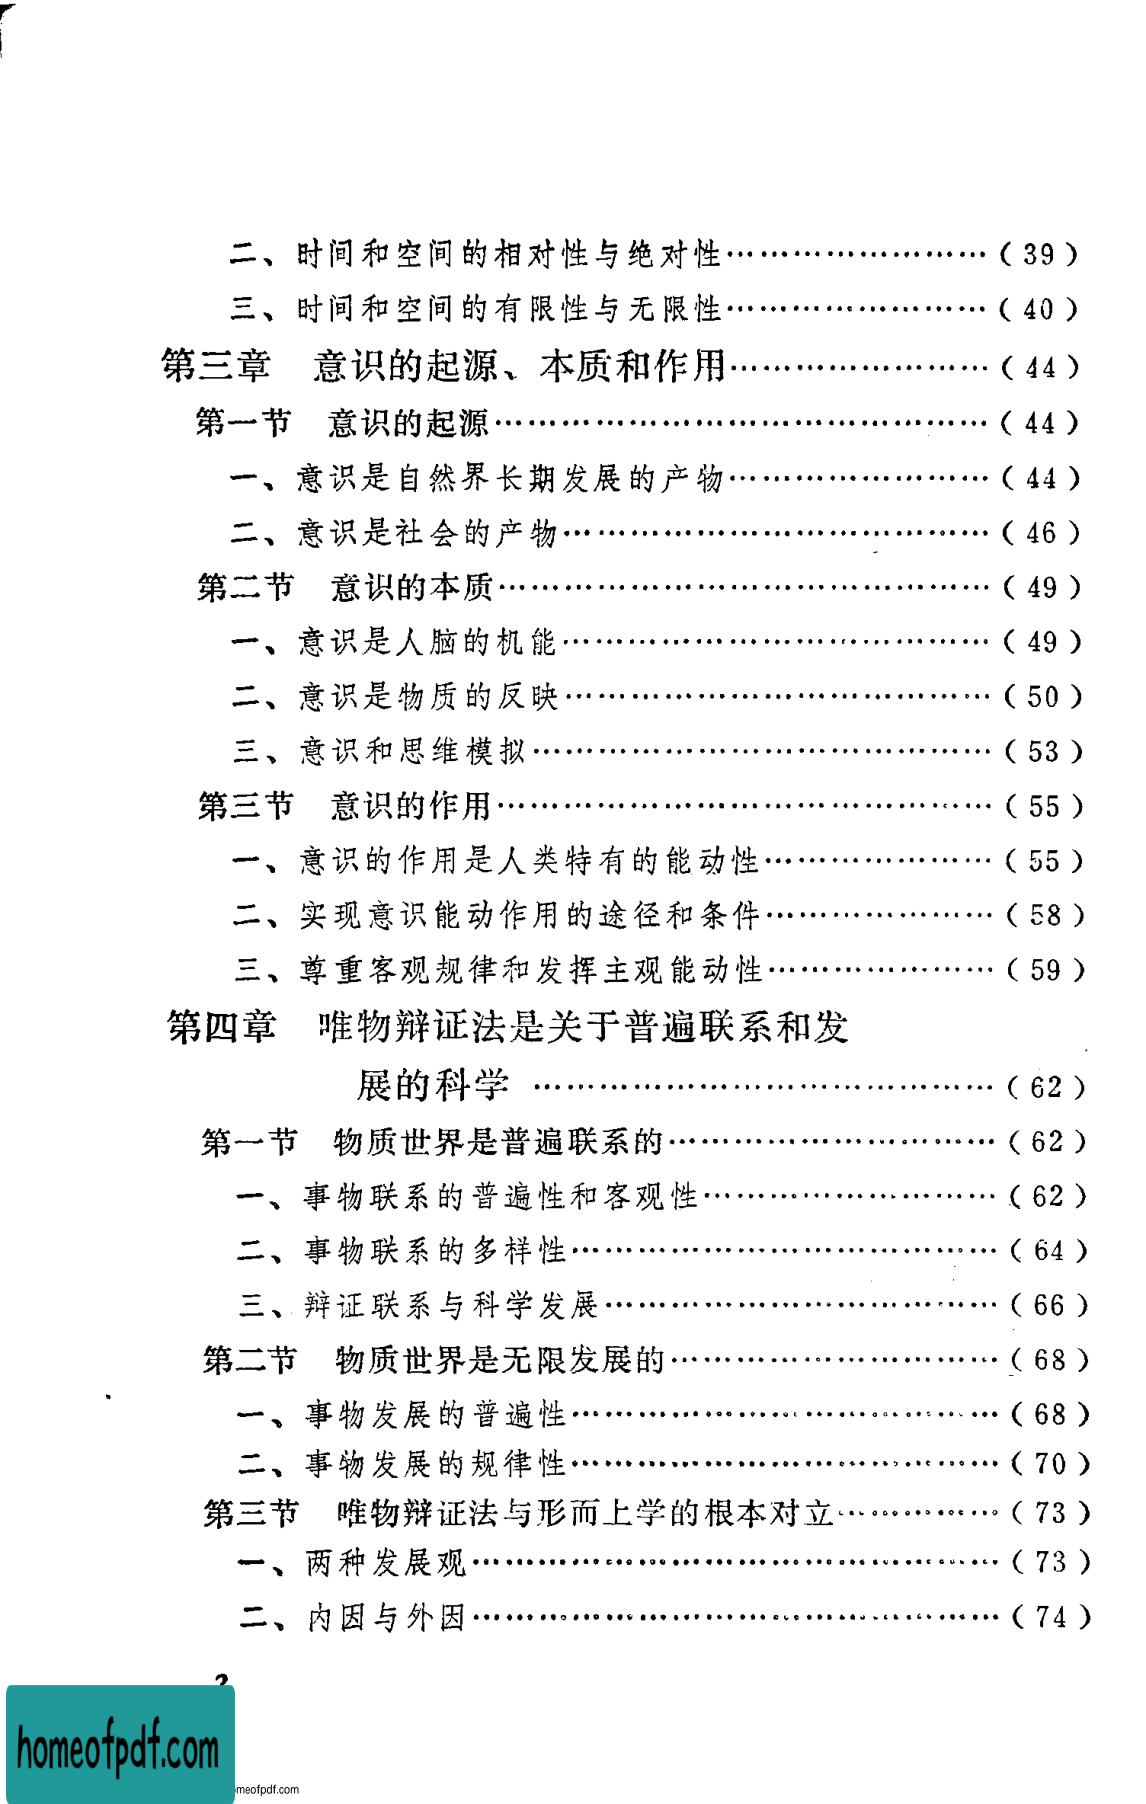 二、时间和空间的相对性与绝对性……………………（39）
三、时间和空间的有限性与无限性……………………（40）
第三章　意识的起源、本质和作用……………………（44）
第一节　意识的起源……………………………………（44）
一、意识是自然界长期发展的产物……………………（44）
二、意识是社会的产物…………………………………（46）
第二节　意识的本质……………………………………（49）
一、意识是人脑的机能…………………………………（49）
二、意识是物质的反映…………………………………（50）
三、意识和思维模拟……………………………………（53）
第三节　意识的作用……………………………………（55）
一、意识的作用是人类特有的能动性…………………（55）
二、实现意识能动作用的途径和条件…………………（58）
三、尊重客观规律和发挥主观能动性…………………（59）
第四章　唯物辩证法是关于普遍联系和发
展的科学 ……………………………………（62）
第一节　物质世界是普遍联系的………………………（62）
一、事物联系的普遍性和客观性………………………（62）
二、事物联系的多样性…………………………………（64）
三、辩证联系与科学发展………………………………（66）
第二节　物质世界是无限发展的………………………（68）
一、事物发展的普遍性…………………………………（68）
二、事物发展的规律性…………………………………（70）
第三节　唯物辩证法与形而上学的根本对立…………（73）
一、两种发展观…………………………………………（73）
二、内因与外因…………………………………………（74）
homeofpdf.com
meofpdf.com